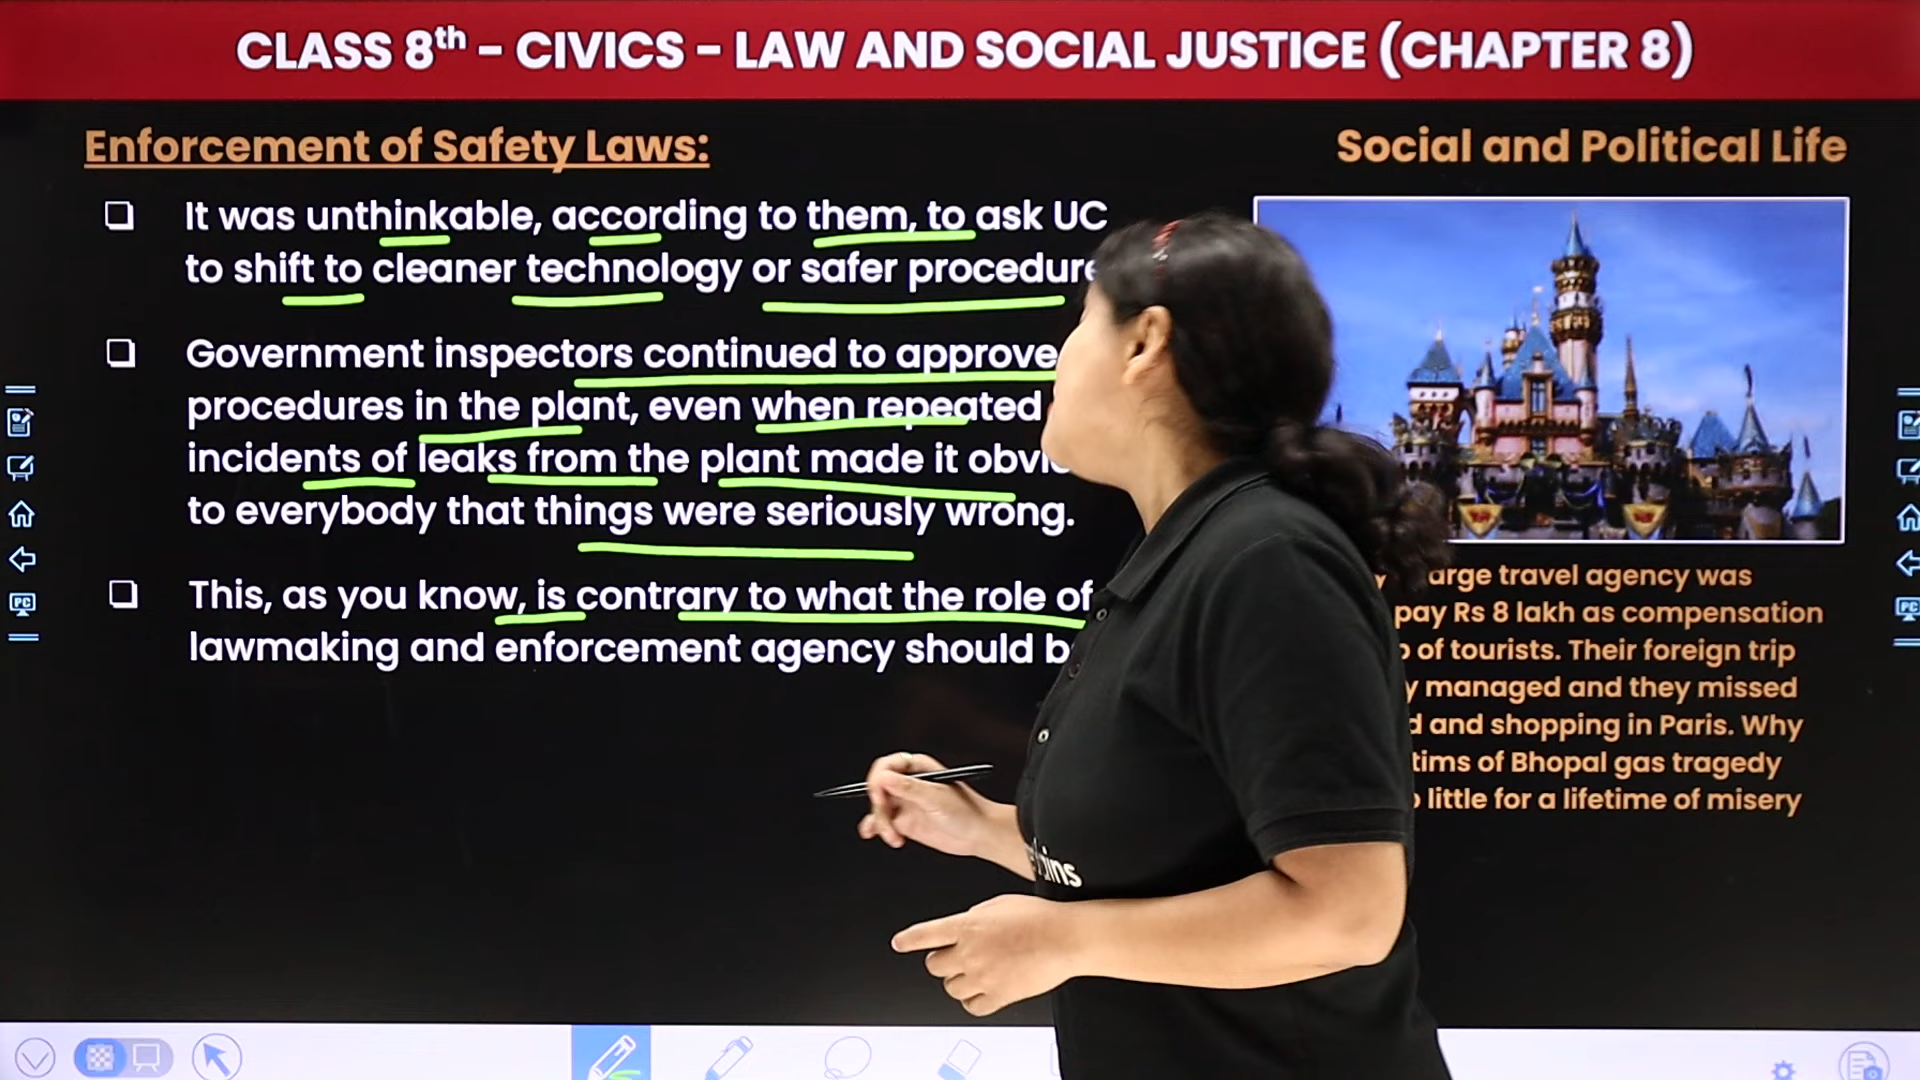 CLASS 8th - CIVICS - LAW AND SOCIAL JUSTICE (CHAPTER 8)
Enforcement of Safety Laws:
It was unthinkable, according to them, to ask UC
to shift to cleaner technology or safer
Government inspectors continued to approve
procedures in the plant, even when repeated
incidents of leaks from the plant made it
to everybody that things were seriously wrong.
This, as you know, is contrary to what the role of
lawmaking and enforcement agency should
Social and Political Life
travel agency was
pay Rs 8 lakh as compensation
of tourists. Their foreign trip
managed and they missed
and shopping in Paris. Why
of Bhopal gas tragedy
little for a lifetime of misery
PC
PC